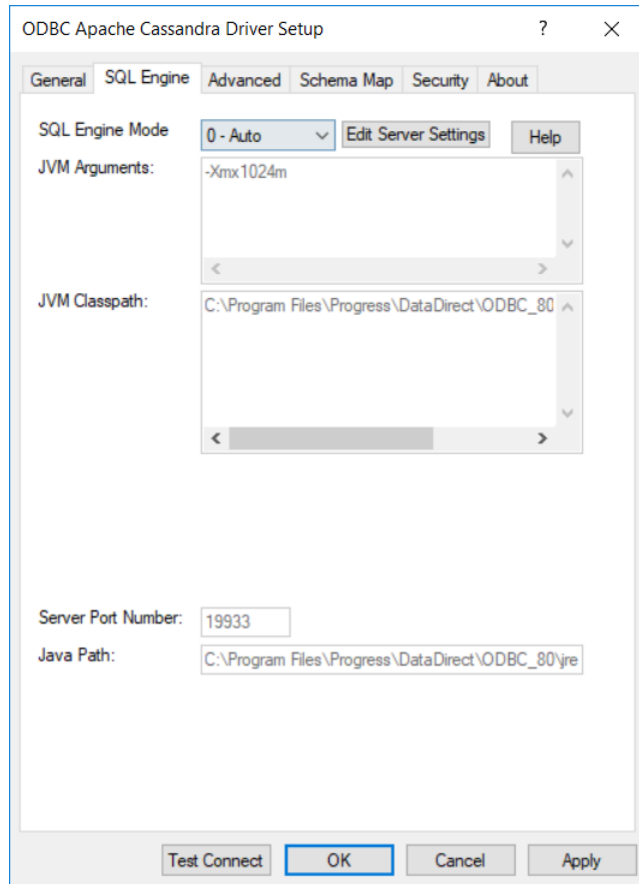 ODBC Apache Cassandra Driver Setup ?
General SQL Engine Advanced Schema Map Security About
SQL Engine Mode 0 - Auto Edit Server Settings Help
JVM Arguments: -Xmx1024m
JVM Classpath: C:\Program Files\Progress\DataDirect\ODBC_80
Server Port Number: 19933
Java Path: C:\Program Files\Progress\DataDirect\ODBC_80\jre
Test Connect OK Cancel Apply